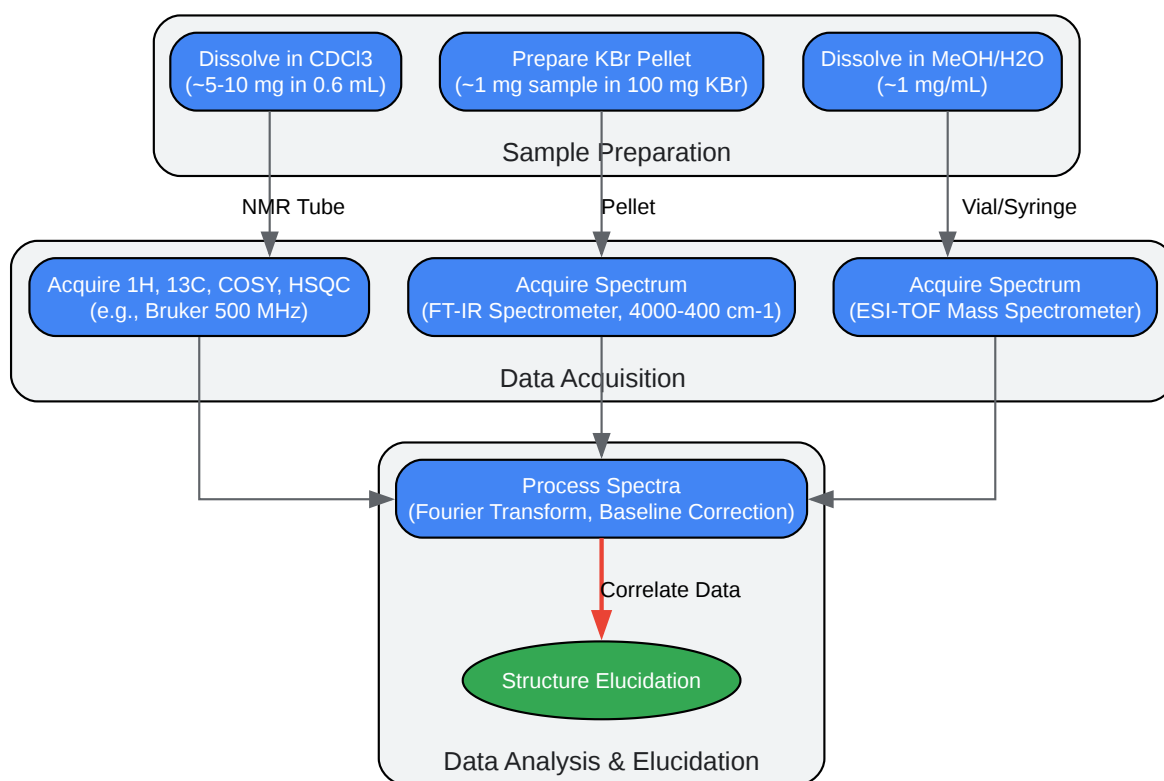 Dissolve in CDCl3
(~5-10 mg in 0.6 mL)
Prepare KBr Pellet
(~1 mg sample in 100 mg KBr)
Dissolve in MeOH/H2O
(~1 mg/mL)
Sample Preparation
NMR Tube
Pellet
Vial/Syringe
Acquire 1H, 13C, COSY, HSQC
(e.g., Bruker 500 MHz)
Acquire Spectrum
(FT-IR Spectrometer, 4000-400 cm-1)
Acquire Spectrum
(ESI-TOF Mass Spectrometer)
Data Acquisition
Process Spectra
(Fourier Transform, Baseline Correction)
Correlate Data
Structure Elucidation
Data Analysis & Elucidation